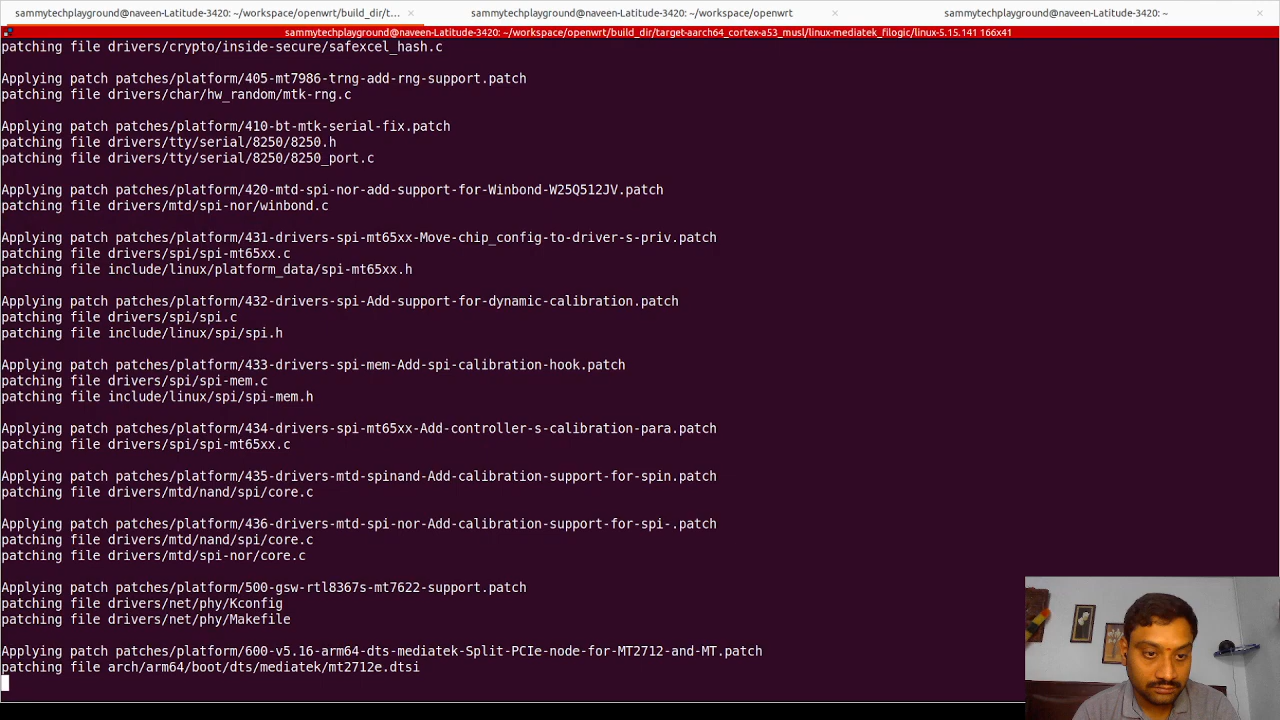 sammytechplayground@naveen-Latitude-3420: ~/workspace/openwrt/build_dir/t... ×
sammytechplayground@naveen-Latitude-3420: ~/workspace/openwrt ×
sammytechplayground@naveen-Latitude-3420: ~ ×
sammytechplayground@naveen-Latitude-3420: ~/workspace/openwrt/build_dir/target-aarch64_cortex-a53_musl/linux-mediatek_filogic/linux-5.15.141 166x41
patching file drivers/crypto/inside-secure/safexcel_hash.c
Applying patch patches/platform/405-mt7986-trng-add-rng-support.patch
patching file drivers/char/hw_random/mtk-rng.c
Applying patch patches/platform/410-bt-mtk-serial-fix.patch
patching file drivers/tty/serial/8250/8250.h
patching file drivers/tty/serial/8250/8250_port.c
Applying patch patches/platform/420-mtd-spi-nor-add-support-for-Winbond-W25Q512JV.patch
patching file drivers/mtd/spi-nor/winbond.c
Applying patch patches/platform/431-drivers-spi-mt65xx-Move-chip_config-to-driver-s-priv.patch
patching file drivers/spi/spi-mt65xx.c
patching file include/linux/platform_data/spi-mt65xx.h
Applying patch patches/platform/432-drivers-spi-Add-support-for-dynamic-calibration.patch
patching file drivers/spi/spi.c
patching file include/linux/spi/spi.h
Applying patch patches/platform/433-drivers-spi-mem-Add-spi-calibration-hook.patch
patching file drivers/spi/spi-mem.c
patching file include/linux/spi/spi-mem.h
Applying patch patches/platform/434-drivers-spi-mt65xx-Add-controller-s-calibration-para.patch
patching file drivers/spi/spi-mt65xx.c
Applying patch patches/platform/435-drivers-mtd-spinand-Add-calibration-support-for-spin.patch
patching file drivers/mtd/nand/spi/core.c
Applying patch patches/platform/436-drivers-mtd-spi-nor-Add-calibration-support-for-spi-.patch
patching file drivers/mtd/nand/spi/core.c
patching file drivers/mtd/spi-nor/core.c
Applying patch patches/platform/500-gsw-rtl8367s-mt7622-support.patch
patching file drivers/net/phy/Kconfig
patching file drivers/net/phy/Makefile
Applying patch patches/platform/600-v5.16-arm64-dts-mediatek-Split-PCIe-node-for-MT2712-and-MT.patch
patching file arch/arm64/boot/dts/mediatek/mt2712e.dtsi